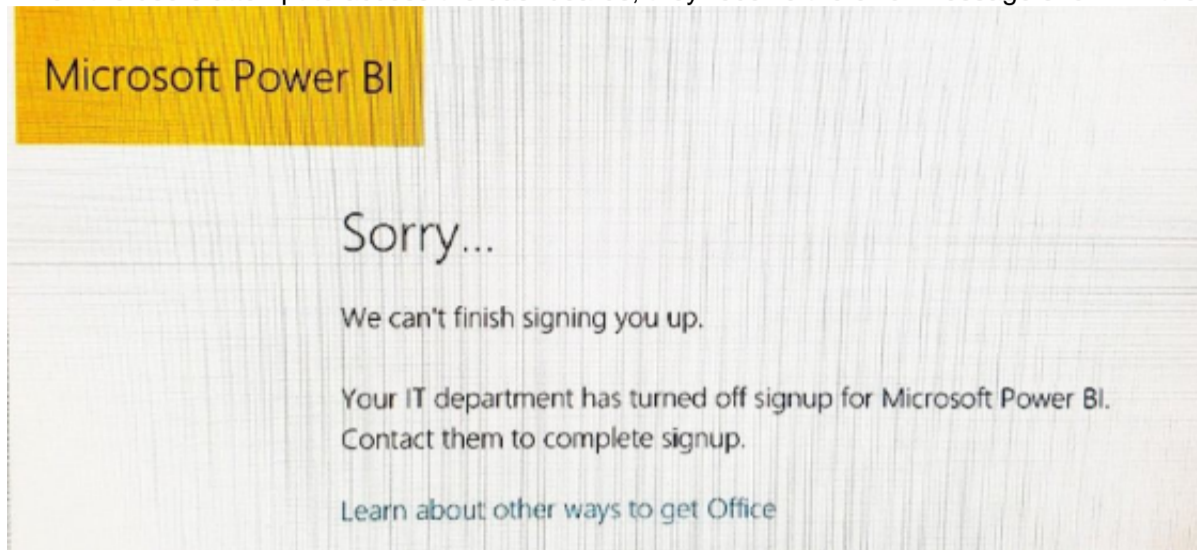 Microsoft Power BI
Sorry...
We can't finish signing you up.
Your IT department has turned off signup for Microsoft Power BI.
Contact them to complete signup.
Learn about other ways to get Office